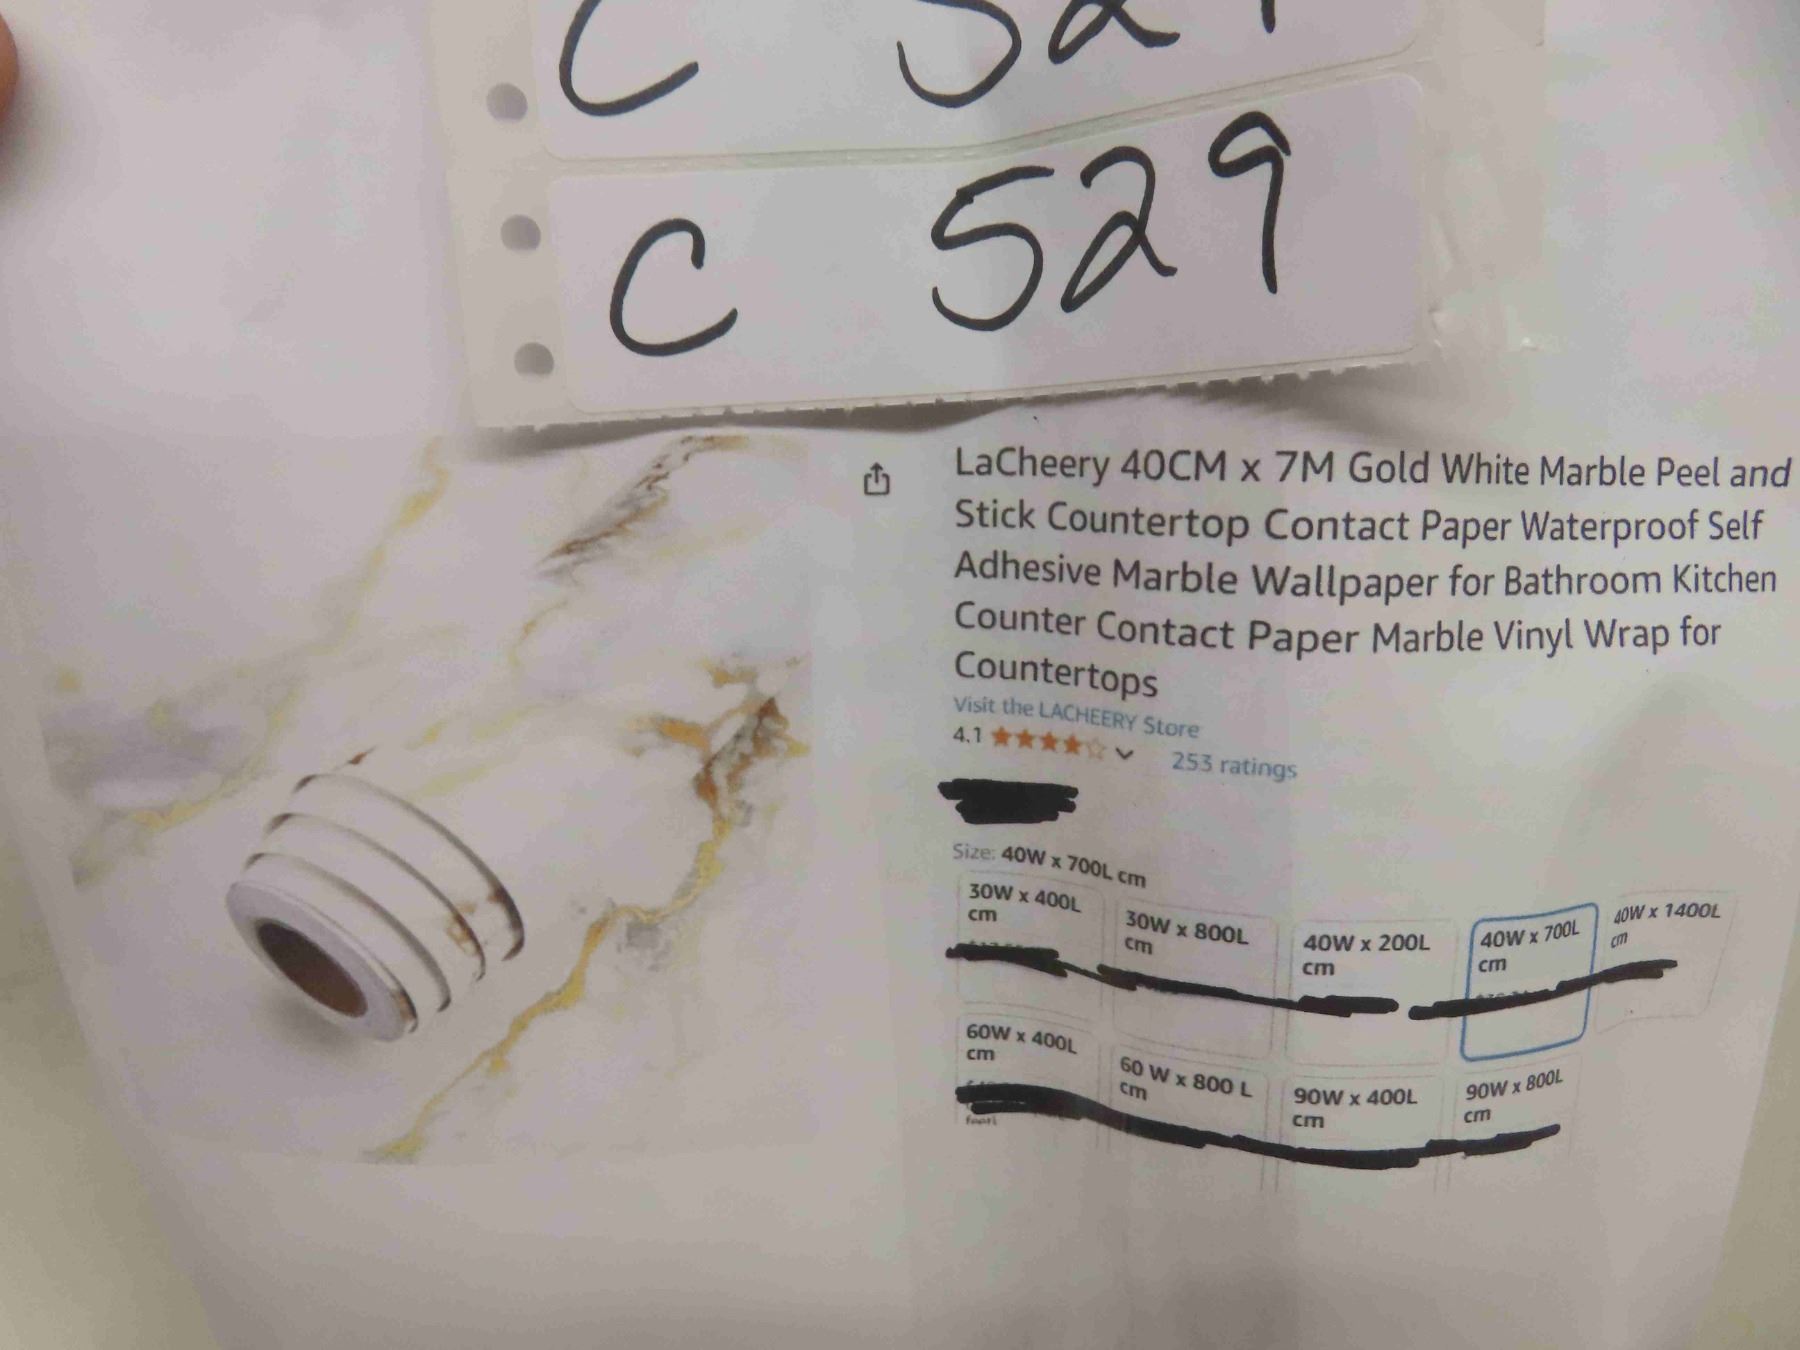 C 529
C 529
LaCheery 40CM x 7M Gold White Marble Peel and
Stick Countertop Contact Paper Waterproof Self
Adhesive Marble Wallpaper for Bathroom Kitchen
Counter Contact Paper Marble Vinyl Wrap for
Countertops
Visit the LACHEERY Store
4.1 253 ratings
Size: 40W x 700L cm
30W x 400L cm
30W x 800L cm
40W x 200L cm
40W x 700L cm
40W x 1400L cm
60W x 400L cm
60 W x 800 L cm
90W x 400L cm
90W x 800L cm